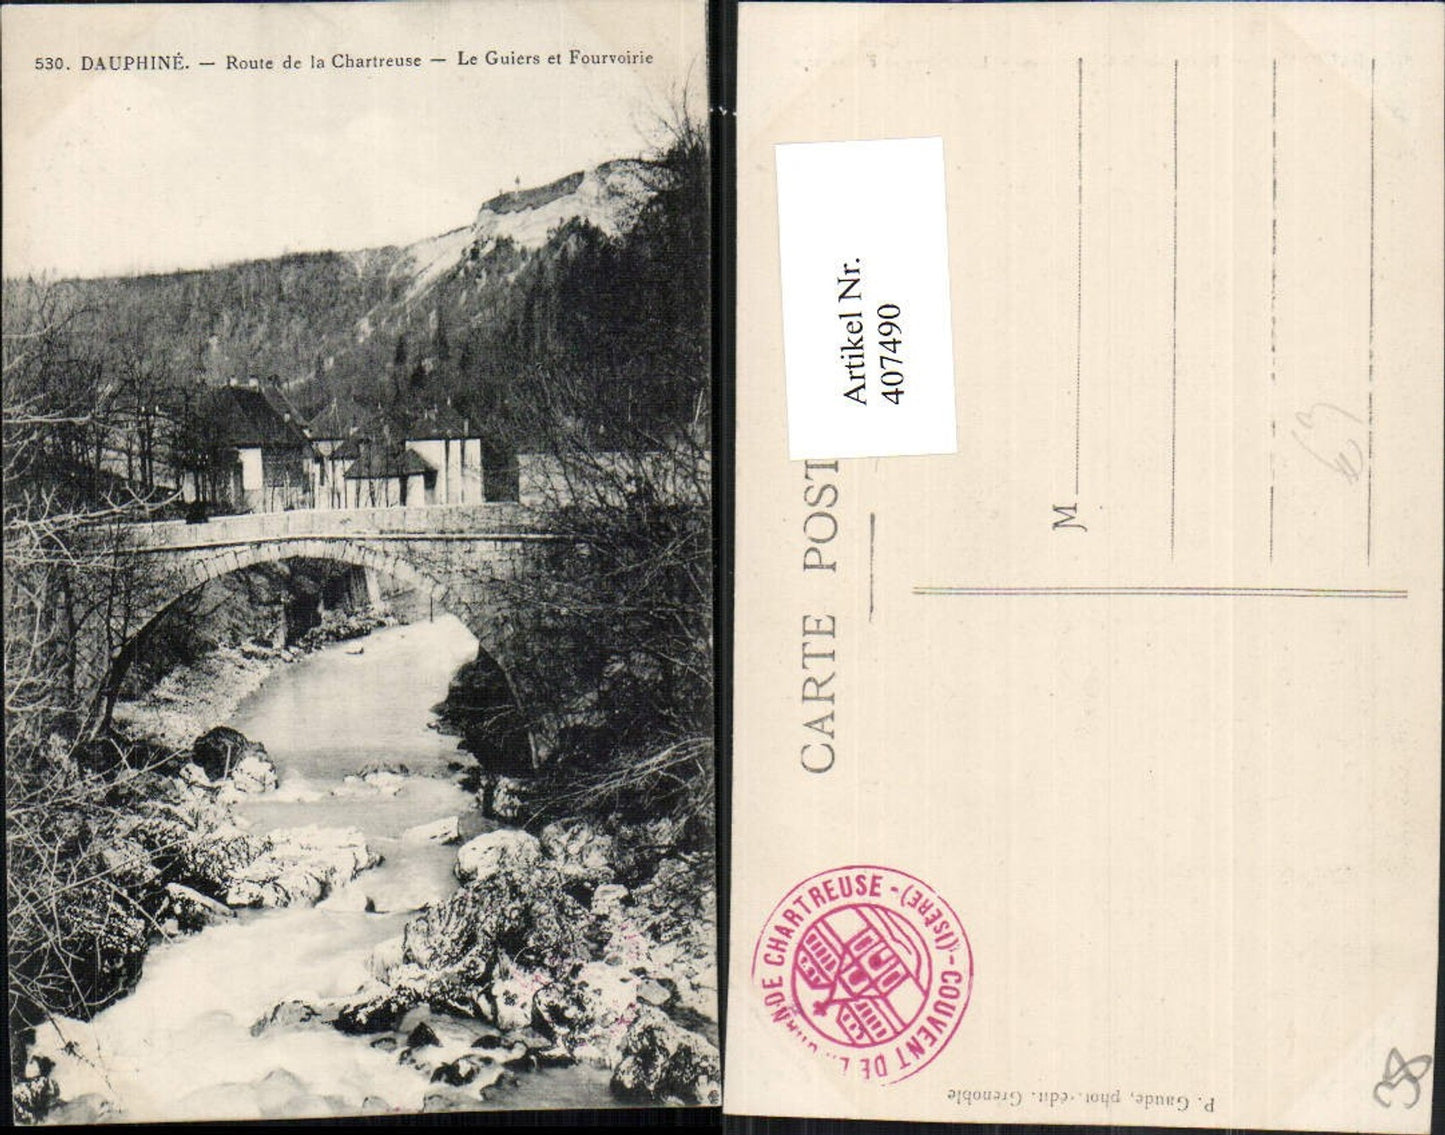 530. DAUPHINÉ. — Route de la Chartreuse — Le Guiers et Fourvoirie
Artikel Nr.
407490
CARTE POST
M
COUVENT DE LA GRANDE CHARTREUSE - (ISÈRE) -
P. Gaude, phot.-édit. Grenoble
38